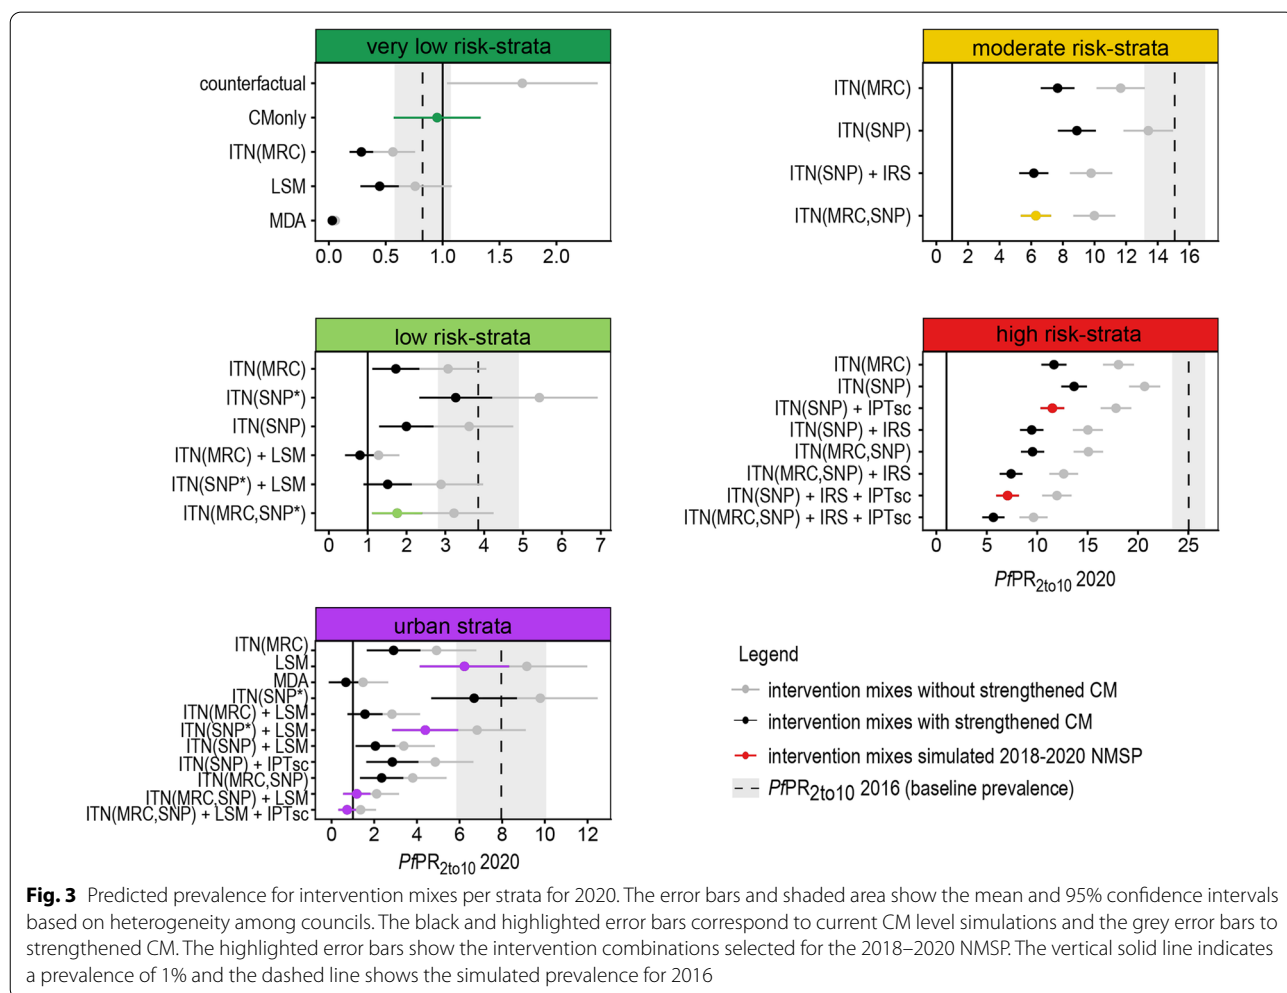 very low risk-strata
counterfactual
CMonly
ITN(MRC)
LSM
MDA
0.0 0.5 1.0 1.5 2.0
moderate risk-strata
ITN(MRC)
ITN(SNP)
ITN(SNP) + IRS
ITN(MRC,SNP)
0 2 4 6 8 10 12 14 16
low risk-strata
ITN(MRC)
ITN(SNP*)
ITN(SNP)
ITN(MRC) + LSM
ITN(SNP*) + LSM
ITN(MRC,SNP*)
0 1 2 3 4 5 6 7
high risk-strata
ITN(MRC)
ITN(SNP)
ITN(SNP) + IPTsc
ITN(SNP) + IRS
ITN(MRC,SNP)
ITN(MRC,SNP) + IRS
ITN(SNP) + IRS + IPTsc
ITN(MRC,SNP) + IRS + IPTsc
0 5 10 15 20 25
PfPR2to10 2020
urban strata
ITN(MRC)
LSM
MDA
ITN(SNP*)
ITN(MRC) + LSM
ITN(SNP*) + LSM
ITN(SNP) + LSM
ITN(SNP) + IPTsc
ITN(MRC,SNP)
ITN(MRC,SNP) + LSM
ITN(MRC,SNP) + LSM + IPTsc
0 2 4 6 8 10 12
PfPR2to10 2020
Legend
intervention mixes without strengthened CM
intervention mixes with strengthened CM
intervention mixes simulated 2018-2020 NMSP
PfPR2to10 2016 (baseline prevalence)
Fig. 3 Predicted prevalence for intervention mixes per strata for 2020. The error bars and shaded area show the mean and 95% confidence intervals
based on heterogeneity among councils. The black and highlighted error bars correspond to current CM level simulations and the grey error bars to
strengthened CM. The highlighted error bars show the intervention combinations selected for the 2018–2020 NMSP. The vertical solid line indicates
a prevalence of 1% and the dashed line shows the simulated prevalence for 2016